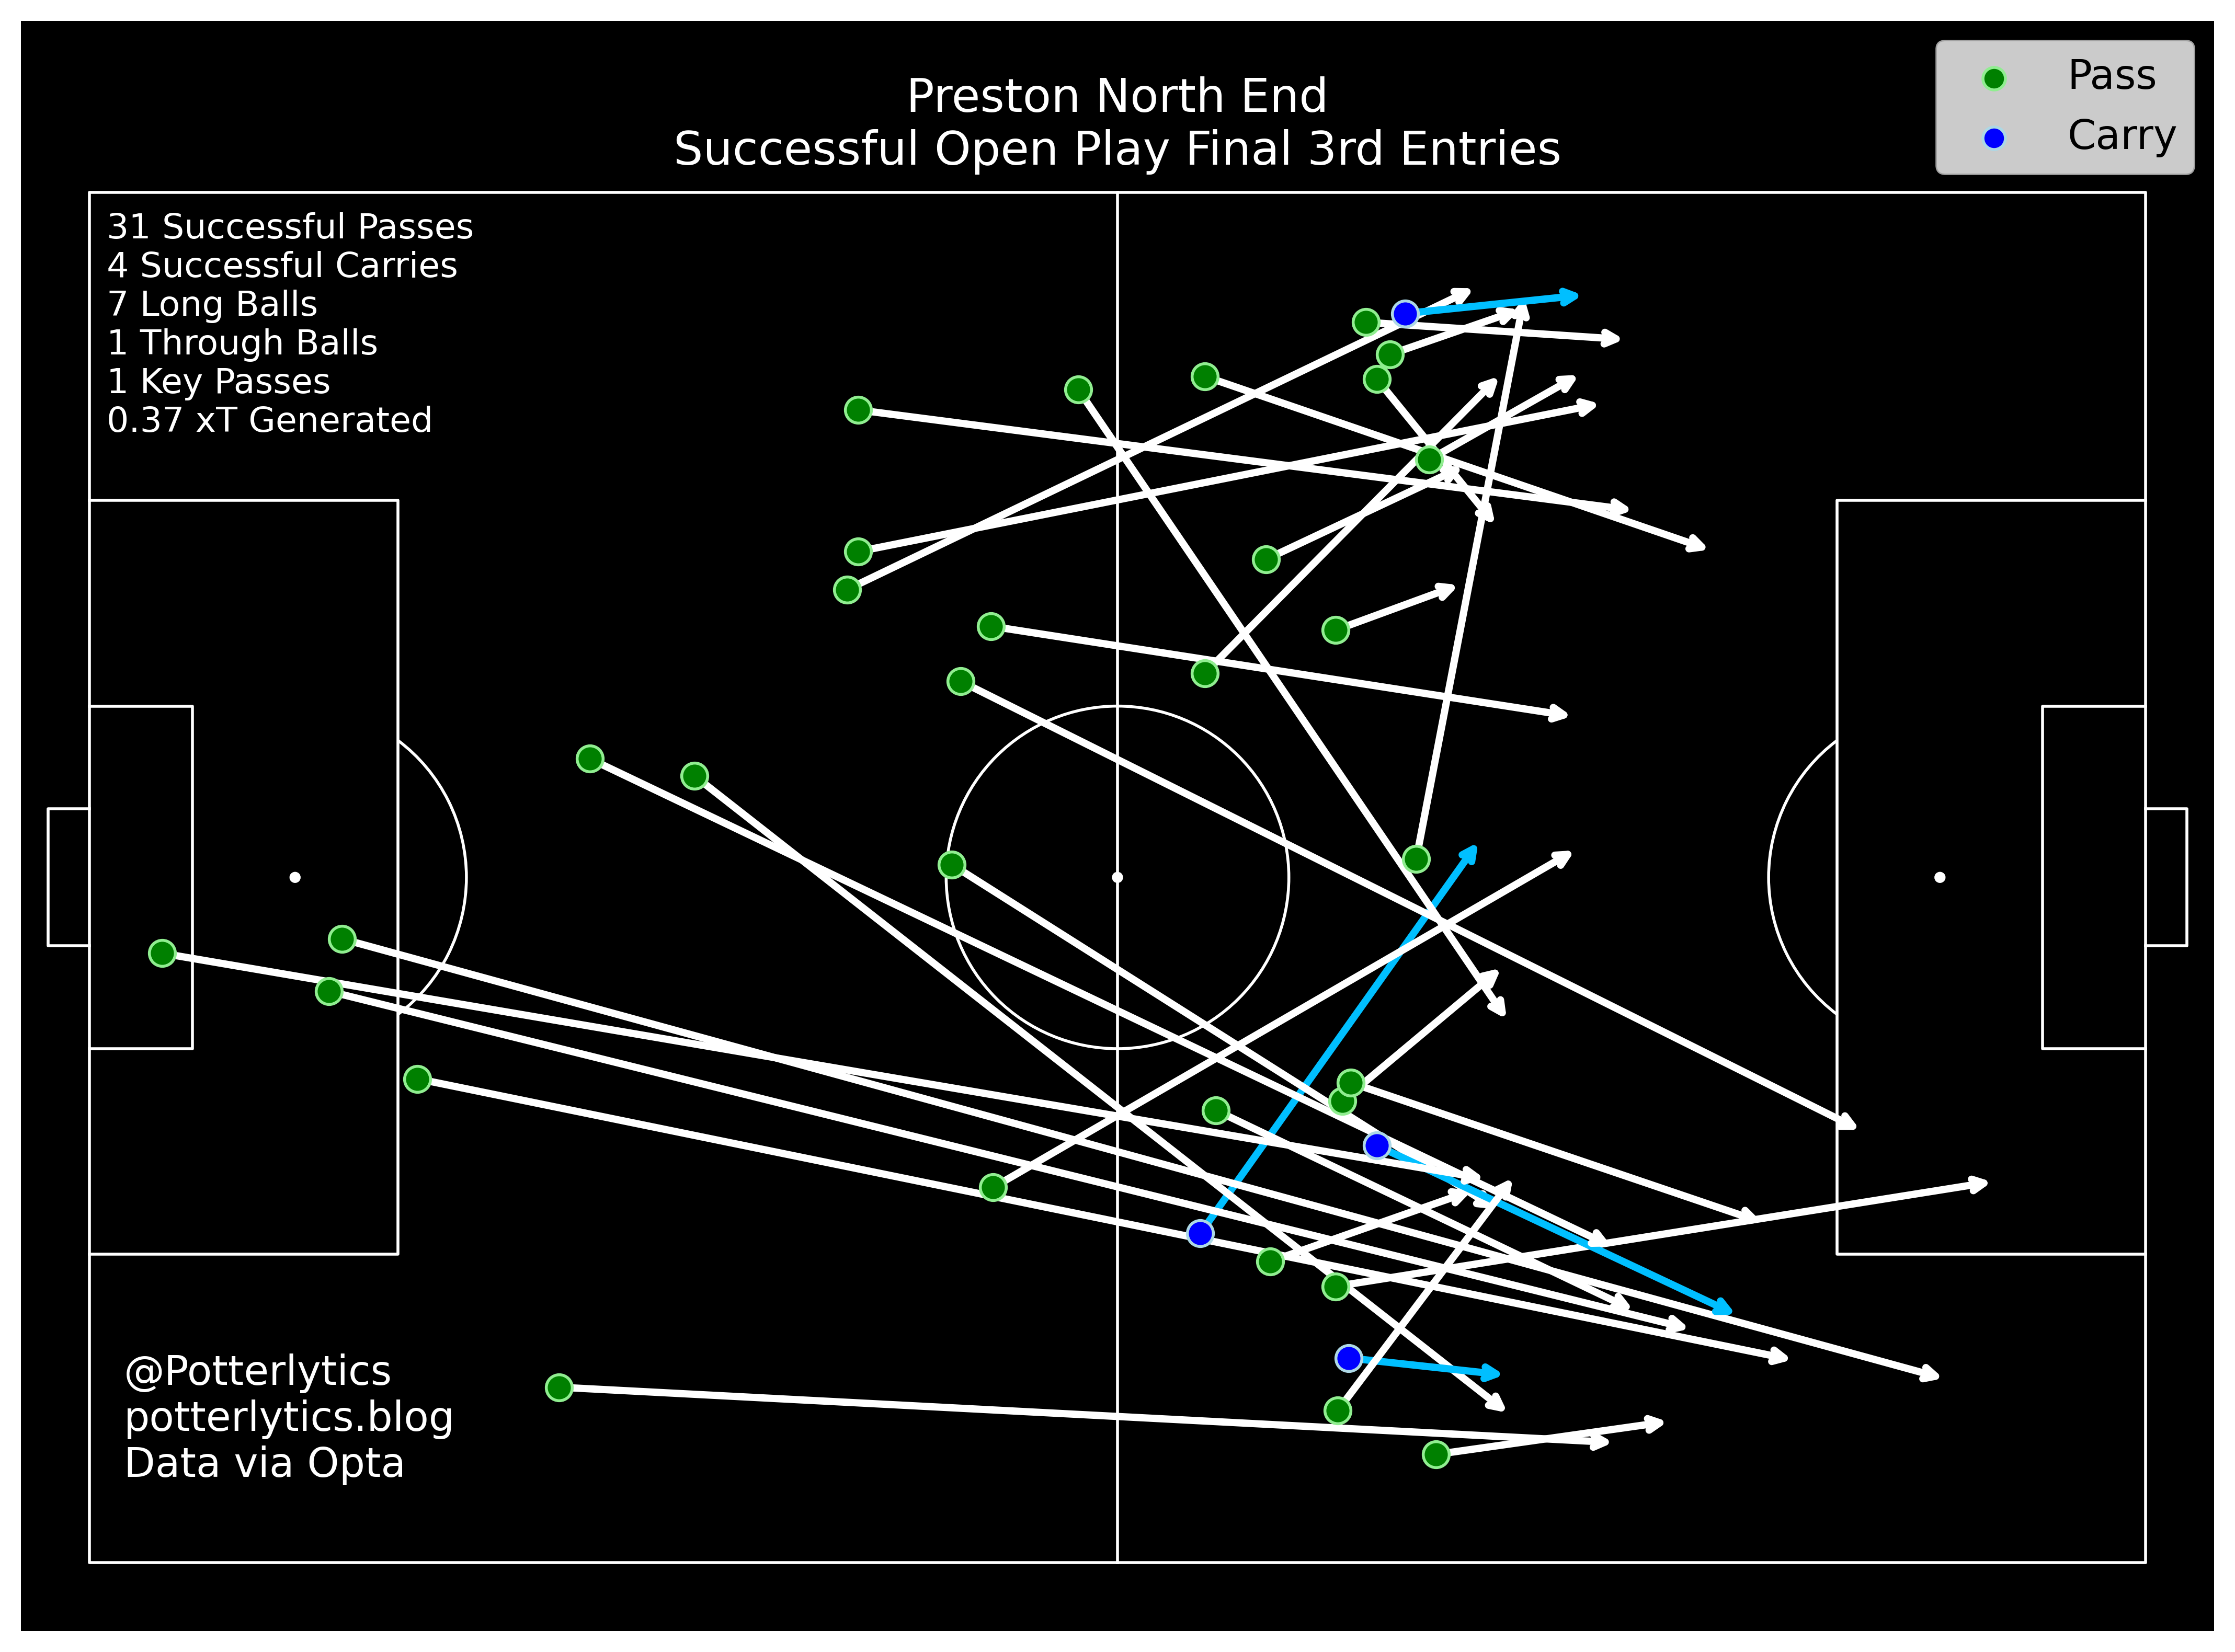 Preston North End
Successful Open Play Final 3rd Entries
Pass
Carry
31 Successful Passes
4 Successful Carries
7 Long Balls
1 Through Balls
1 Key Passes
0.37 xT Generated
@Potterlytics
potterlytics.blog
Data via Opta